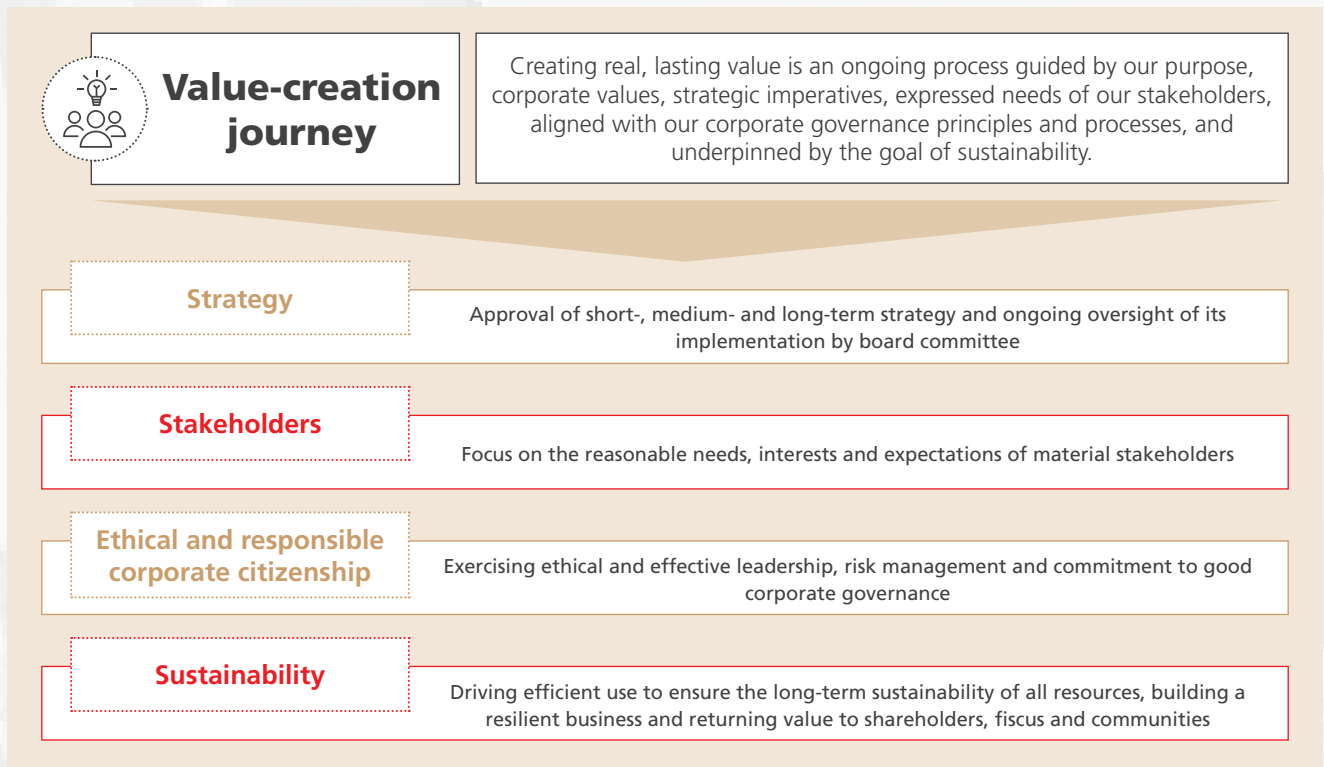 Value-creation
journey
Creating real, lasting value is an ongoing process guided by our purpose,
corporate values, strategic imperatives, expressed needs of our stakeholders,
aligned with our corporate governance principles and processes, and
underpinned by the goal of sustainability.
Strategy
Approval of short-, medium- and long-term strategy and ongoing oversight of its
implementation by board committee
Stakeholders
Focus on the reasonable needs, interests and expectations of material stakeholders
Ethical and responsible
corporate citizenship
Exercising ethical and effective leadership, risk management and commitment to good
corporate governance
Sustainability
Driving efficient use to ensure the long-term sustainability of all resources, building a
resilient business and returning value to shareholders, fiscus and communities